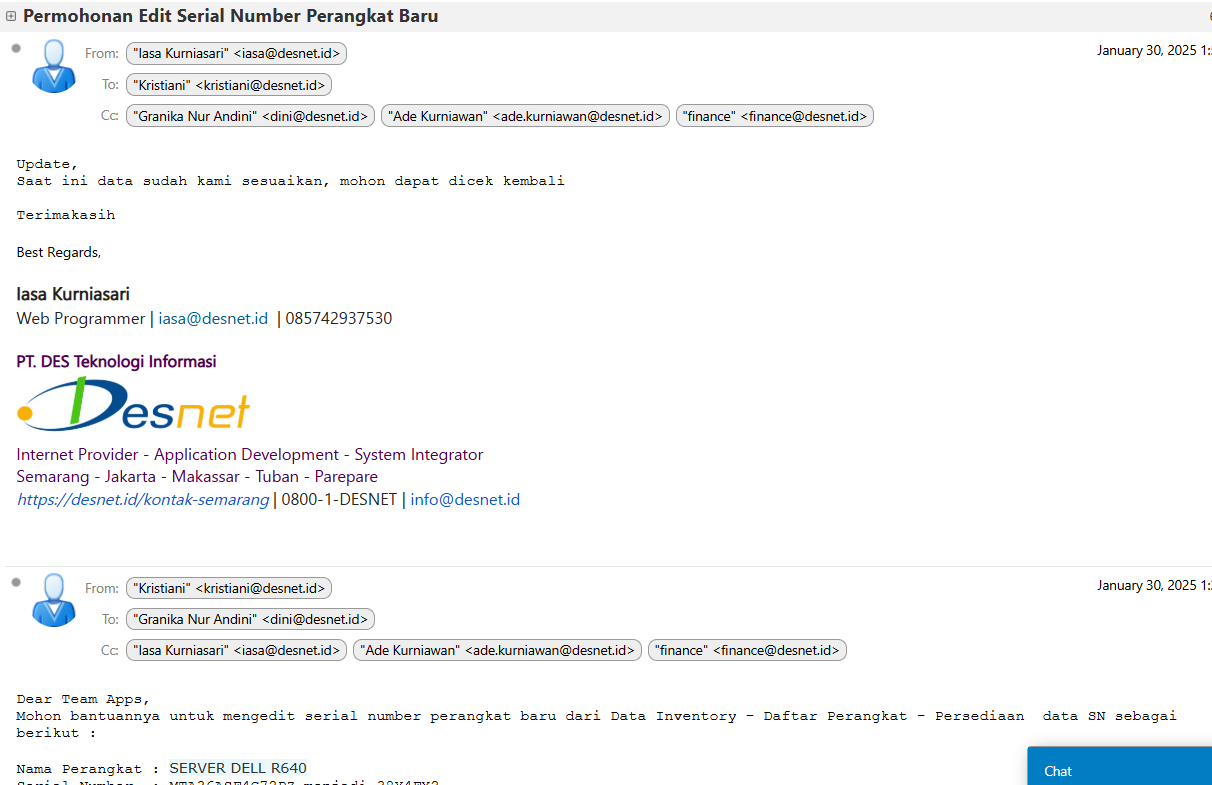 Permohonan Edit Serial Number Perangkat Baru
From: "Iasa Kurniasari" <iasa@desnet.id>
January 30, 2025 1:
To: "Kristiani" <kristiani@desnet.id>
Cc: "Granika Nur Andini" <dini@desnet.id> "Ade Kurniawan" <ade.kurniawan@desnet.id> "finance" <finance@desnet.id>
Update,
Saat ini data sudah kami sesuaikan, mohon dapat dicek kembali
Terimakasih
Best Regards,
Iasa Kurniasari
Web Programmer | iasa@desnet.id | 085742937530
PT. DES Teknologi Informasi
Desnet
Internet Provider - Application Development - System Integrator
Semarang - Jakarta - Makassar - Tuban - Parepare
https://desnet.id/kontak-semarang | 0800-1-DESNET | info@desnet.id
From: "Kristiani" <kristiani@desnet.id>
January 30, 2025 1:
To: "Granika Nur Andini" <dini@desnet.id>
Cc: "Iasa Kurniasari" <iasa@desnet.id> "Ade Kurniawan" <ade.kurniawan@desnet.id> "finance" <finance@desnet.id>
Dear Team Apps,
Mohon bantuannya untuk mengedit serial number perangkat baru dari Data Inventory - Daftar Perangkat - Persediaan data SN sebagai
berikut :
Nama Perangkat : SERVER DELL R640
Serial Number : menjadi
Chat